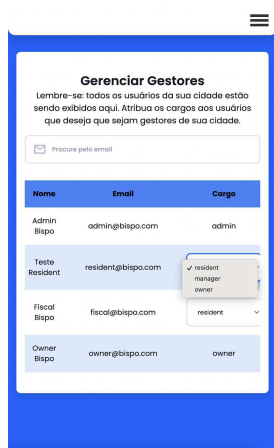 Gerenciar Gestores
Lembre-se: todos os usuários da sua cidade estão
sendo exibidos aqui. Atribua os cargos aos usuários
que deseja que sejam gestores de sua cidade.
Procure pelo email
Nome Email Cargo
Admin
Bispo
admin@bispo.com admin
Teste
Resident
resident@bispo.com
✓ resident
manager
owner
Fiscal
Bispo
fiscal@bispo.com resident
Owner
Bispo
owner@bispo.com owner